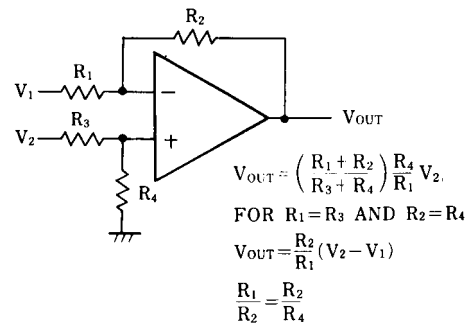 R₂
V₁ R₁
−
V₂ R₃
+
VOUT
R₄
VOUT = (R₁ + R₂ / R₃ + R₄) R₄/R₁ V₂,
FOR R₁ = R₃ AND R₂ = R₄
VOUT = R₂/R₁ (V₂ − V₁)
R₁/R₂ = R₂/R₄